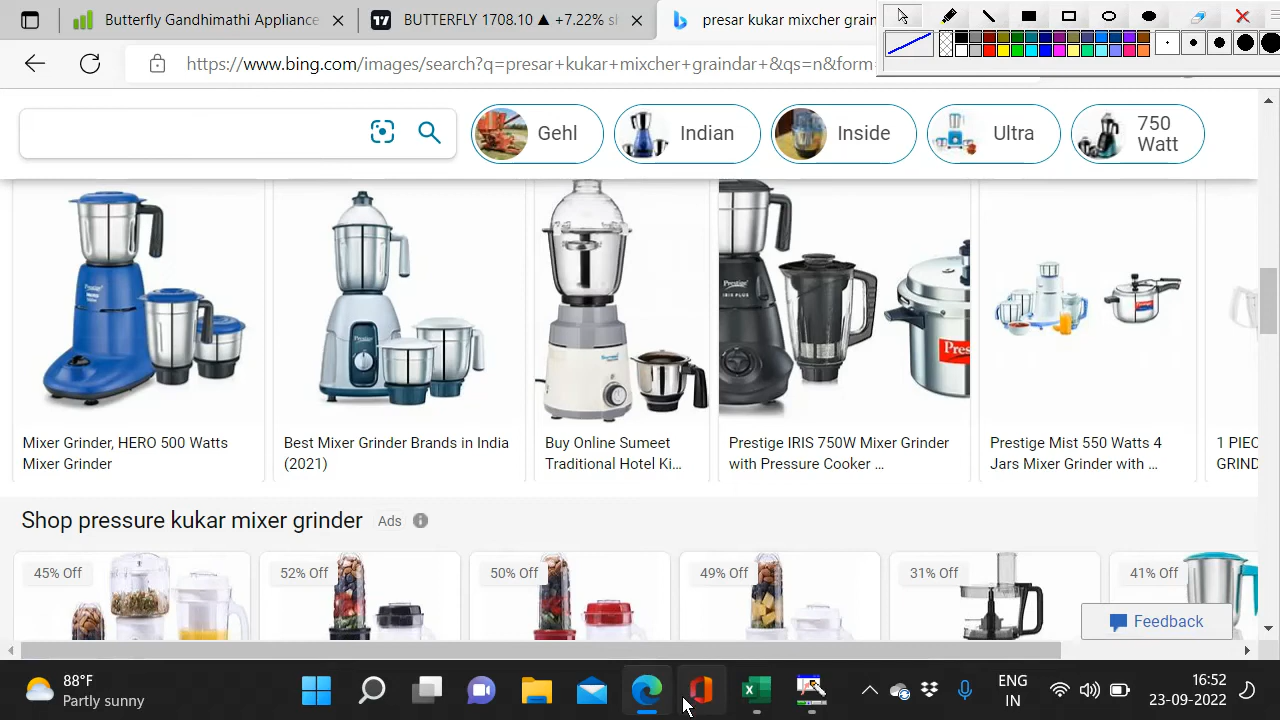 Butterfly Gandhimathi Appliance
BUTTERFLY 1708.10 ▲ +7.22%
presar kukar mixcher grain
https://www.bing.com/images/search?q=presar+kukar+mixcher+graindar+&qs=n&form
Gehl
Indian
Inside
Ultra
750
Watt
Prestige
Prestige
IRIS PLUS
Mixer Grinder, HERO 500 Watts
Mixer Grinder
Best Mixer Grinder Brands in India
(2021)
Buy Online Sumeet
Traditional Hotel Ki...
Prestige IRIS 750W Mixer Grinder
with Pressure Cooker ...
Prestige Mist 550 Watts 4
Jars Mixer Grinder with ...
1 PIEC
GRIND
Shop pressure kukar mixer grinder
Ads
45% Off
52% Off
50% Off
49% Off
31% Off
41% Off
Feedback
88°F
Partly sunny
ENG
IN
16:52
23-09-2022